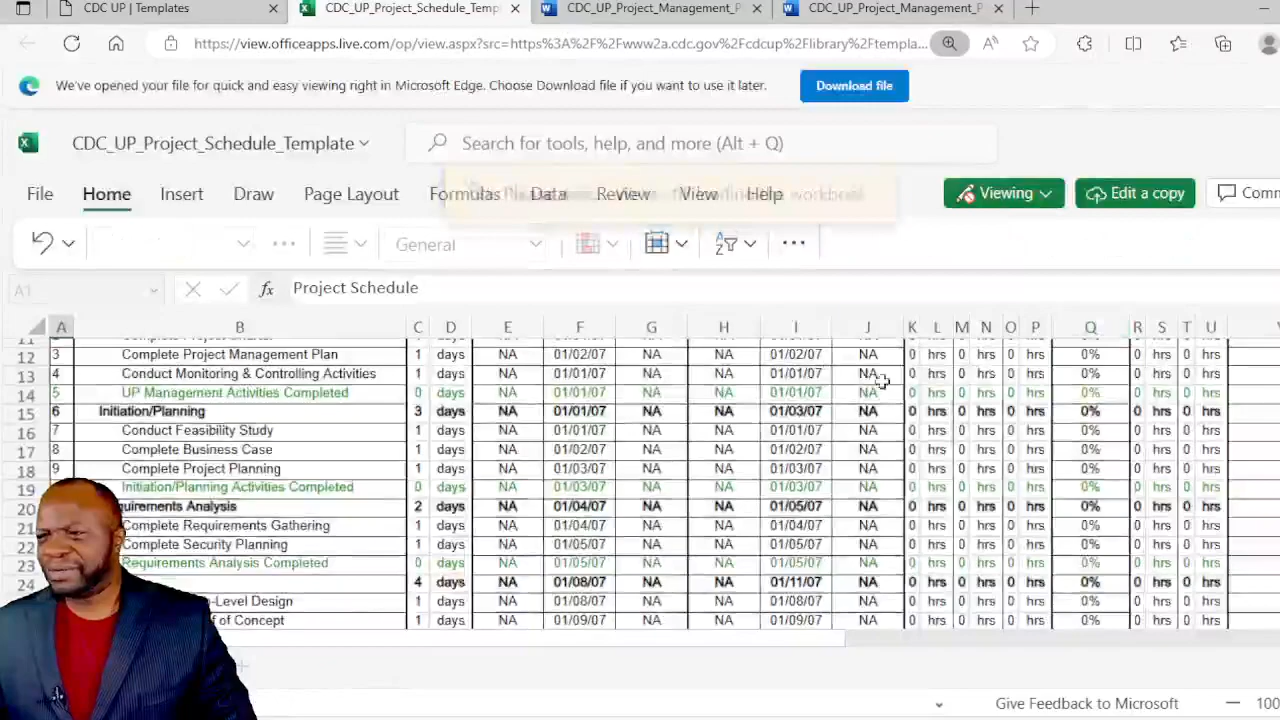 CDC UP | Templates CDC_UP_Project_Schedule_Temp CDC_UP_Project_Management_P CDC_UP_Project_Management_P
https://view.officeapps.live.com/op/view.aspx?src=https%3A%2F%2Fwww2a.cdc.gov%2Fcdcup%2Flibrary%2Ftempla...
We've opened your file for quick and easy viewing right in Microsoft Edge. Choose Download file if you want to use it later. Download file
CDC_UP_Project_Schedule_Template Search for tools, help, and more (Alt + Q)
File Home Insert Draw Page Layout Formulas Data Review View Help Viewing Edit a copy Comm
General
A1 fx Project Schedule
A B C D E F G H I J K L M N O P Q R S T U
12 3 Complete Project Management Plan 1 days NA 01/02/07 NA NA 01/02/07 NA 0 hrs 0 hrs 0 hrs 0% 0 hrs 0 hrs
13 4 Conduct Monitoring & Controlling Activities 1 days NA 01/01/07 NA NA 01/01/07 NA 0 hrs 0 hrs 0 hrs 0% 0 hrs 0 hrs
14 5 UP Management Activities Completed 0 days NA 01/01/07 NA NA 01/01/07 NA 0 hrs 0 hrs 0 hrs 0% 0 hrs 0 hrs
15 6 Initiation/Planning 3 days NA 01/01/07 NA NA 01/03/07 NA 0 hrs 0 hrs 0 hrs 0% 0 hrs 0 hrs
16 7 Conduct Feasibility Study 1 days NA 01/01/07 NA NA 01/01/07 NA 0 hrs 0 hrs 0 hrs 0% 0 hrs 0 hrs
17 8 Complete Business Case 1 days NA 01/02/07 NA NA 01/02/07 NA 0 hrs 0 hrs 0 hrs 0% 0 hrs 0 hrs
18 9 Complete Project Planning 1 days NA 01/03/07 NA NA 01/03/07 NA 0 hrs 0 hrs 0 hrs 0% 0 hrs 0 hrs
19 Initiation/Planning Activities Completed 0 days NA 01/03/07 NA NA 01/03/07 NA 0 hrs 0 hrs 0 hrs 0% 0 hrs 0 hrs
20 uirements Analysis 2 days NA 01/04/07 NA NA 01/05/07 NA 0 hrs 0 hrs 0 hrs 0% 0 hrs 0 hrs
21 Complete Requirements Gathering 1 days NA 01/04/07 NA NA 01/04/07 NA 0 hrs 0 hrs 0 hrs 0% 0 hrs 0 hrs
22 Complete Security Planning 1 days NA 01/05/07 NA NA 01/05/07 NA 0 hrs 0 hrs 0 hrs 0% 0 hrs 0 hrs
23 Requirements Analysis Completed 0 days NA 01/05/07 NA NA 01/05/07 NA 0 hrs 0 hrs 0 hrs 0% 0 hrs 0 hrs
24 4 days NA 01/08/07 NA NA 01/11/07 NA 0 hrs 0 hrs 0 hrs 0% 0 hrs 0 hrs
-Level Design 1 days NA 01/08/07 NA NA 01/08/07 NA 0 hrs 0 hrs 0 hrs 0% 0 hrs 0 hrs
of Concept 1 days NA 01/09/07 NA NA 01/09/07 NA 0 hrs 0 hrs 0 hrs 0% 0 hrs 0 hrs
Give Feedback to Microsoft 100